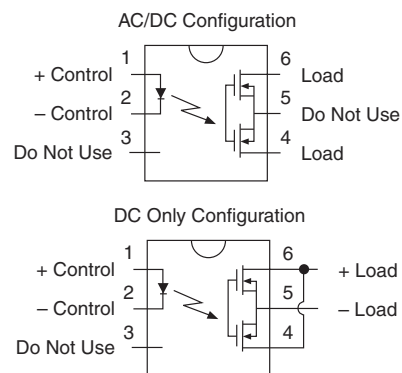 AC/DC Configuration
1 6
+ Control Load
2 5
– Control Do Not Use
3 4
Do Not Use Load
DC Only Configuration
1 6
+ Control + Load
2 5
– Control – Load
3 4
Do Not Use